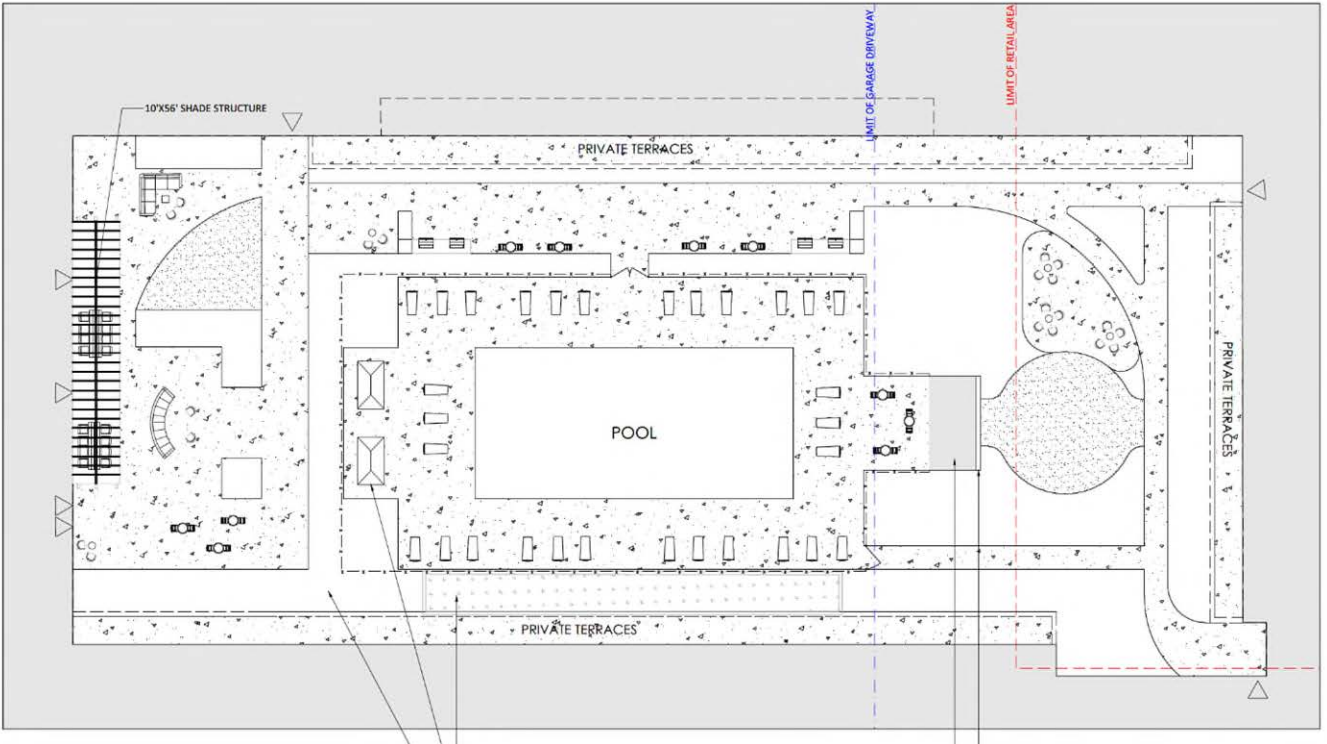 LIMIT OF GARAGE DRIVEWAY
LIMIT OF RETAIL AREA
10'X56' SHADE STRUCTURE
PRIVATE TERRACES
PRIVATE TERRACES
POOL
PRIVATE TERRACES